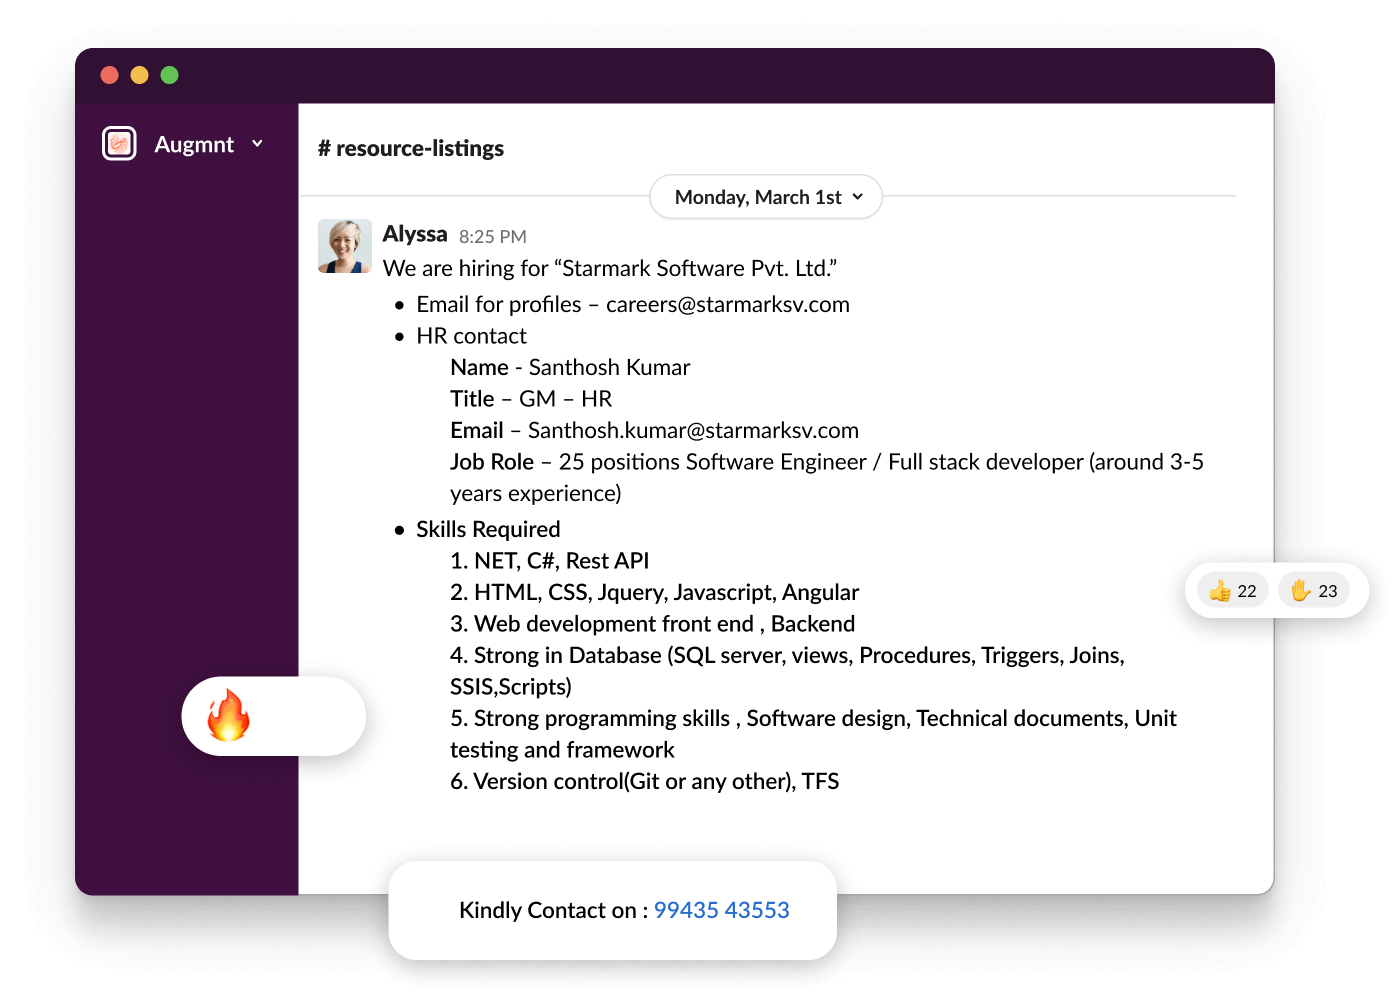 Augmnt
# resource-listings
Monday, March 1st
Alyssa 8:25 PM
We are hiring for “Starmark Software Pvt. Ltd.”
• Email for profiles – careers@starmarksv.com
• HR contact
Name - Santhosh Kumar
Title – GM – HR
Email – Santhosh.kumar@starmarksv.com
Job Role – 25 positions Software Engineer / Full stack developer (around 3-5
years experience)
• Skills Required
1. NET, C#, Rest API
2. HTML, CSS, Jquery, Javascript, Angular
3. Web development front end , Backend
4. Strong in Database (SQL server, views, Procedures, Triggers, Joins,
SSIS,Scripts)
5. Strong programming skills , Software design, Technical documents, Unit
testing and framework
6. Version control(Git or any other), TFS
👍 22 ✋ 23
🔥
Kindly Contact on : 99435 43553